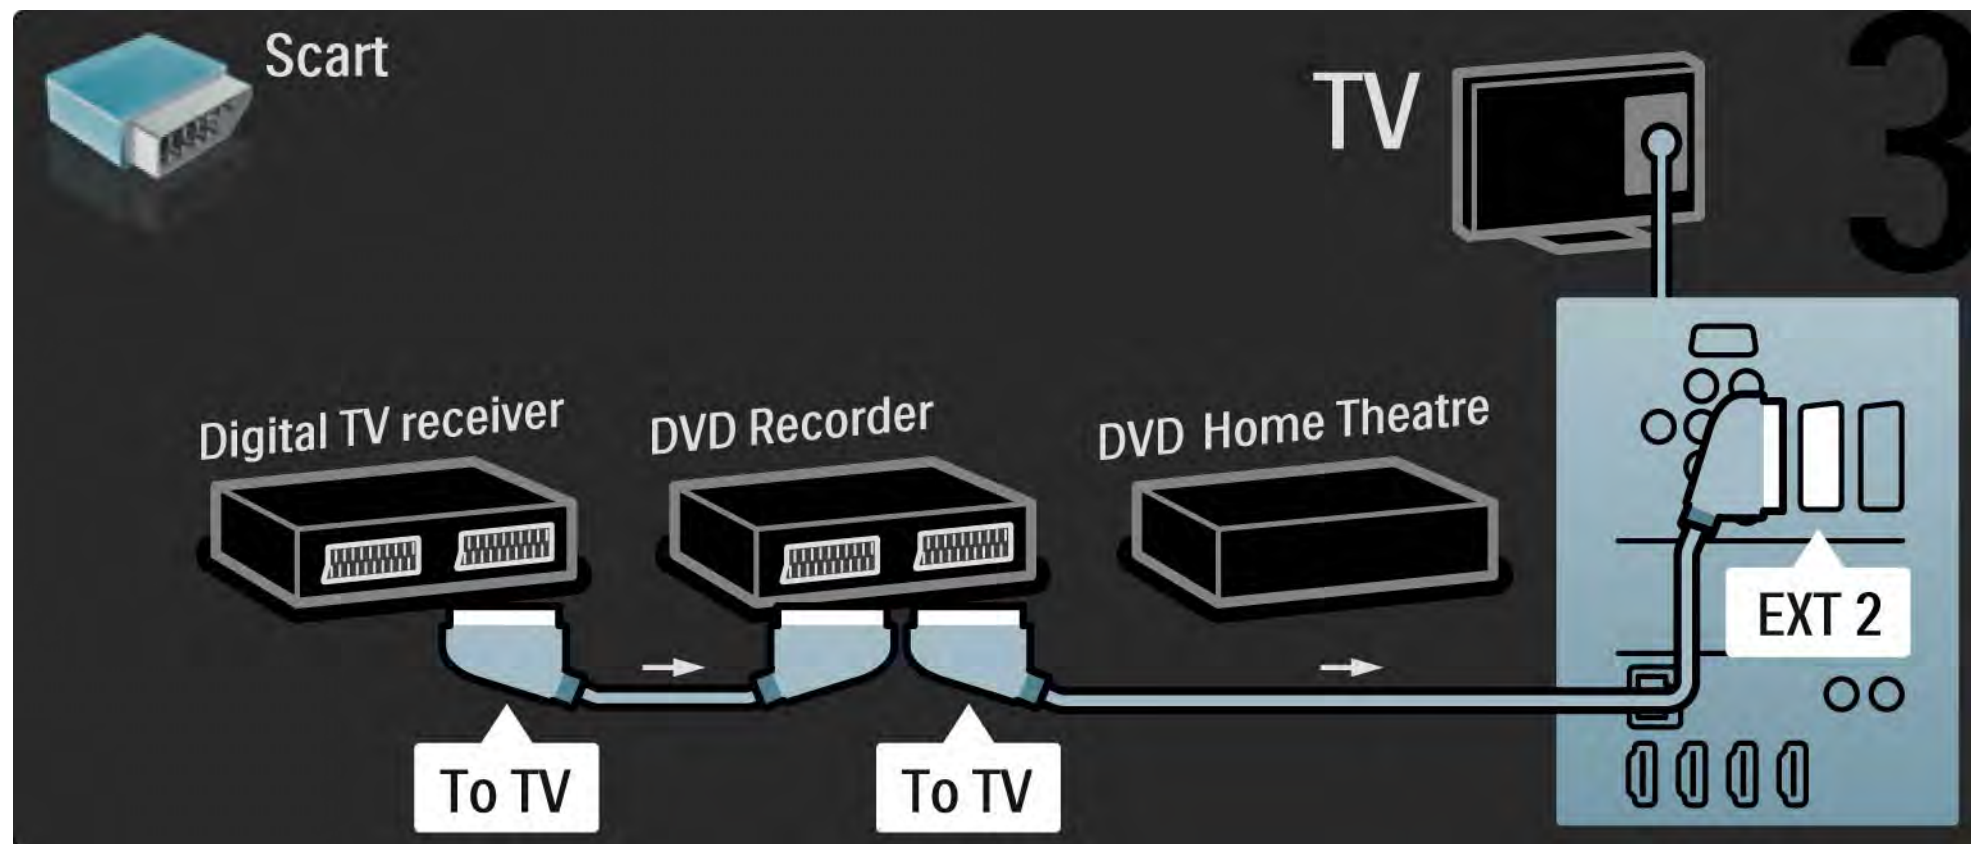 Scart
TV
3
Digital TV receiver
DVD Recorder
DVD Home Theatre
EXT 2
To TV
To TV